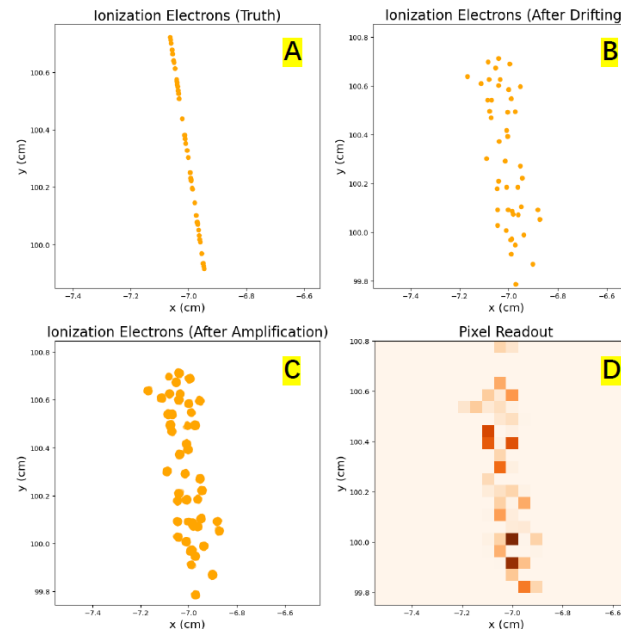 Ionization Electrons (Truth)
A
100.6
100.4
100.2
100.0
y (cm)
−7.4
−7.2
−7.0
−6.8
−6.6
x (cm)
Ionization Electrons (After Drifting
B
100.8
100.6
100.4
100.2
100.0
99.8
y (cm)
−7.4
−7.2
−7.0
−6.8
−6.6
x (cm)
Ionization Electrons (After Amplification)
C
100.8
100.6
100.4
100.2
100.0
99.8
y (cm)
−7.4
−7.2
−7.0
−6.8
−6.6
x (cm)
Pixel Readout
D
100.8
100.6
100.4
100.2
100.0
99.8
y (cm)
−7.4
−7.2
−7.0
−6.8
−6.6
x (cm)